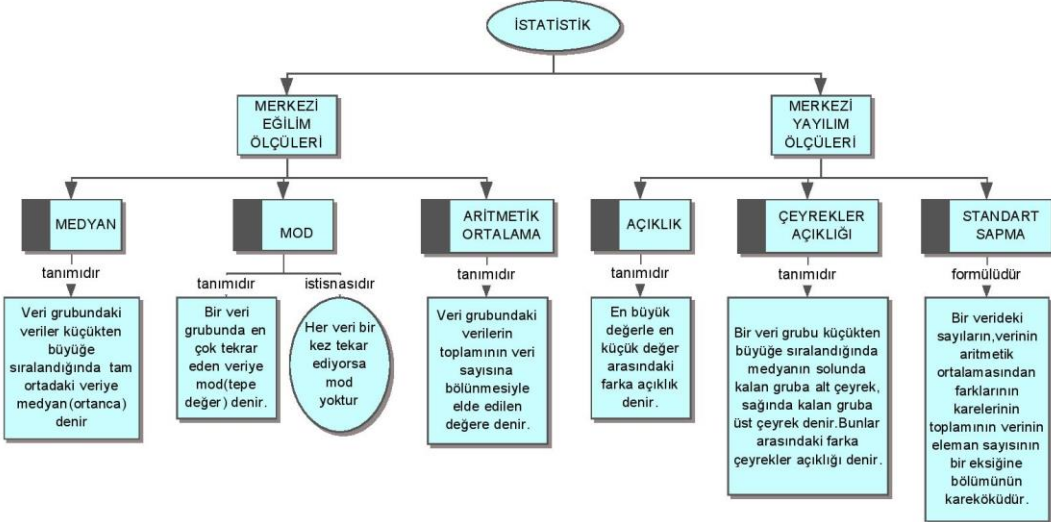 İSTATİSTİK
MERKEZİ
EĞİLİM
ÖLÇÜLERİ
MERKEZİ
YAYILIM
ÖLÇÜLERİ
MEDYAN
MOD
ARİTMETİK
ORTALAMA
AÇIKLIK
ÇEYREKLER
AÇIKLIĞI
STANDART
SAPMA
tanımıdır
tanımıdır
istisnasıdır
tanımıdır
tanımıdır
tanımıdır
formülüdür
Veri grubundaki
veriler küçükten
büyüğe
sıralandığında tam
ortadaki veriye
medyan(ortanca)
denir
Bir veri
grubunda en
çok tekrar
eden veriye
mod(tepe
değer) denir.
Her veri bir
kez tekar
ediyorsa
mod
yoktur
Veri grubundaki
verilerin
toplamının veri
sayısına
bölünmesiyle
elde edilen
değere denir.
En büyük
değerle en
küçük değer
arasındaki
farka açıklık
denir.
Bir veri grubu küçükten
büyüğe sıralandığında
medyanın solunda
kalan gruba alt çeyrek,
sağında kalan gruba
üst çeyrek denir.Bunlar
arasındaki farka
çeyrekler açıklığı denir.
Bir verideki
sayıların,verinin
aritmetik
ortalamasından
farklarının
karelerinin
toplamının verinin
eleman sayısının
bir eksiğine
bölümünün
kareköküdür.